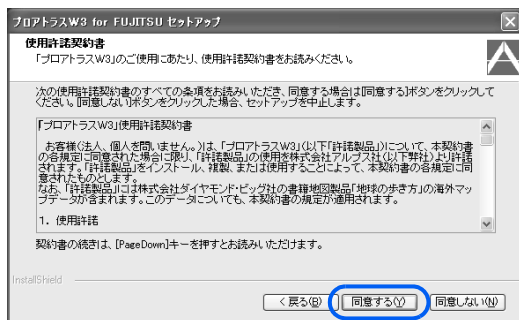 プロアトラスW3 for FUJITSU セットアップ
使用許諾契約書
「プロアトラスW3」のご使用にあたり、使用許諾契約書をお読みください。
次の使用許諾契約書のすべての条項をお読みいただき、同意する場合は[同意する]ボタンをクリックして
ください。[同意しない]ボタンをクリックした場合、セットアップを中止します。
「プロアトラスW3」使用許諾契約書
お客様(法人、個人を問いません。)は、「プロアトラスW3」(以下「許諾製品」)について、本契約書
の各規定に同意された場合に限り、「許諾製品」の使用を株式会社アルプス社(以下弊社)より許諾
されます。「許諾製品」をインストール、複製、または使用することによって、本契約書の各規定に同
意されたものとします。
なお、「許諾製品」には株式会社ダイヤモンド・ビッグ社の書籍地図製品「地球の歩き方」の海外マッ
プデータが含まれます。このデータについても、本契約書の規定が適用されます。
1. 使用許諾
契約書の続きは、[PageDown]キーを押すとお読みいただけます。
InstallShield
< 戻る(B)
同意する(Y)
同意しない(N)